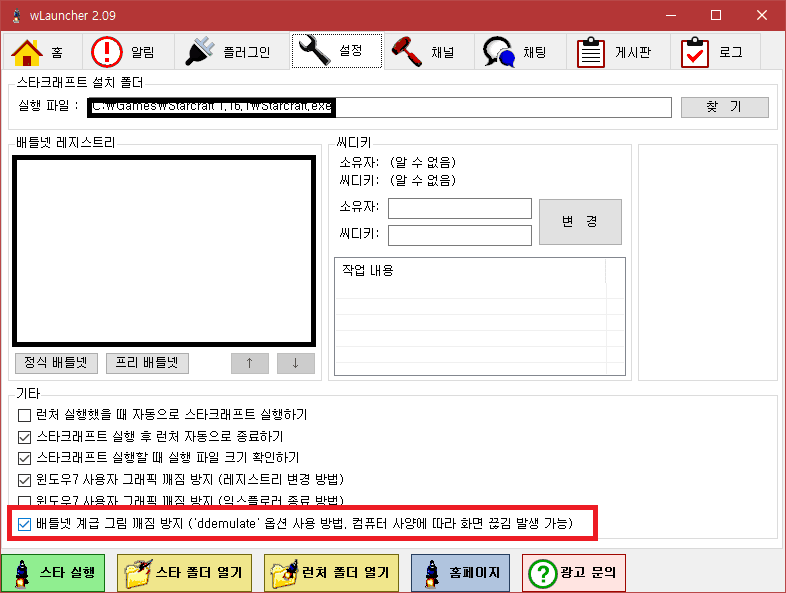 wLauncher 2.09
홈
알림
플러그인
설정
채널
채팅
게시판
로그
스타크래프트 설치 폴더
실행 파일 :
C:₩Games₩Starcraft 1.16.1₩Starcraft.exe
찾 기
배틀넷 레지스트리
정식 배틀넷
프리 배틀넷
↑
↓
씨디키
소유자: (알 수 없음)
씨디키: (알 수 없음)
소유자:
씨디키:
변 경
작업 내용
기타
런처 실행했을 때 자동으로 스타크래프트 실행하기
스타크래프트 실행 후 런처 자동으로 종료하기
스타크래프트 실행할 때 실행 파일 크기 확인하기
윈도우7 사용자 그래픽 깨짐 방지 (레지스트리 변경 방법)
윈도우7 사용자 그래픽 깨짐 방지 (익스플로러 종료 방법)
배틀넷 계급 그림 깨짐 방지 ('ddemulate' 옵션 사용 방법, 컴퓨터 사양에 따라 화면 끊김 발생 가능)
스타 실행
스타 폴더 열기
런처 폴더 열기
홈페이지
광고 문의